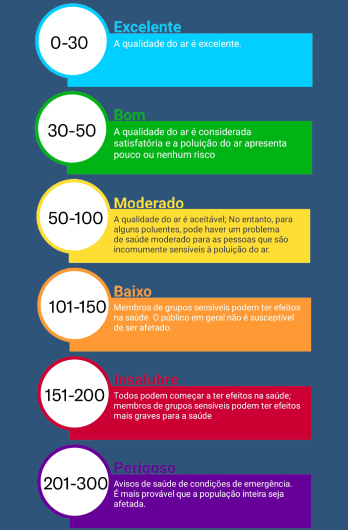 Excelente
0-30
A qualidade do ar é excelente.
Bom
30-50
A qualidade do ar é considerada
satisfatória e a poluição do ar apresenta
pouco ou nenhum risco
Moderado
50-100
A qualidade do ar é aceitável; No entanto, para
alguns poluentes, pode haver um problema
de saúde moderado para as pessoas que são
incomumente sensíveis à poluição do ar.
Baixo
101-150
Membros de grupos sensíveis podem ter efeitos
na saúde. O público em geral não é susceptível
de ser afetado.
Insalubre
151-200
Todos podem começar a ter efeitos na saúde;
membros de grupos sensíveis podem ter efeitos
mais graves para a saúde
Perigoso
201-300
Avisos de saúde de condições de emergência.
É mais provável que a população inteira seja
afetada.